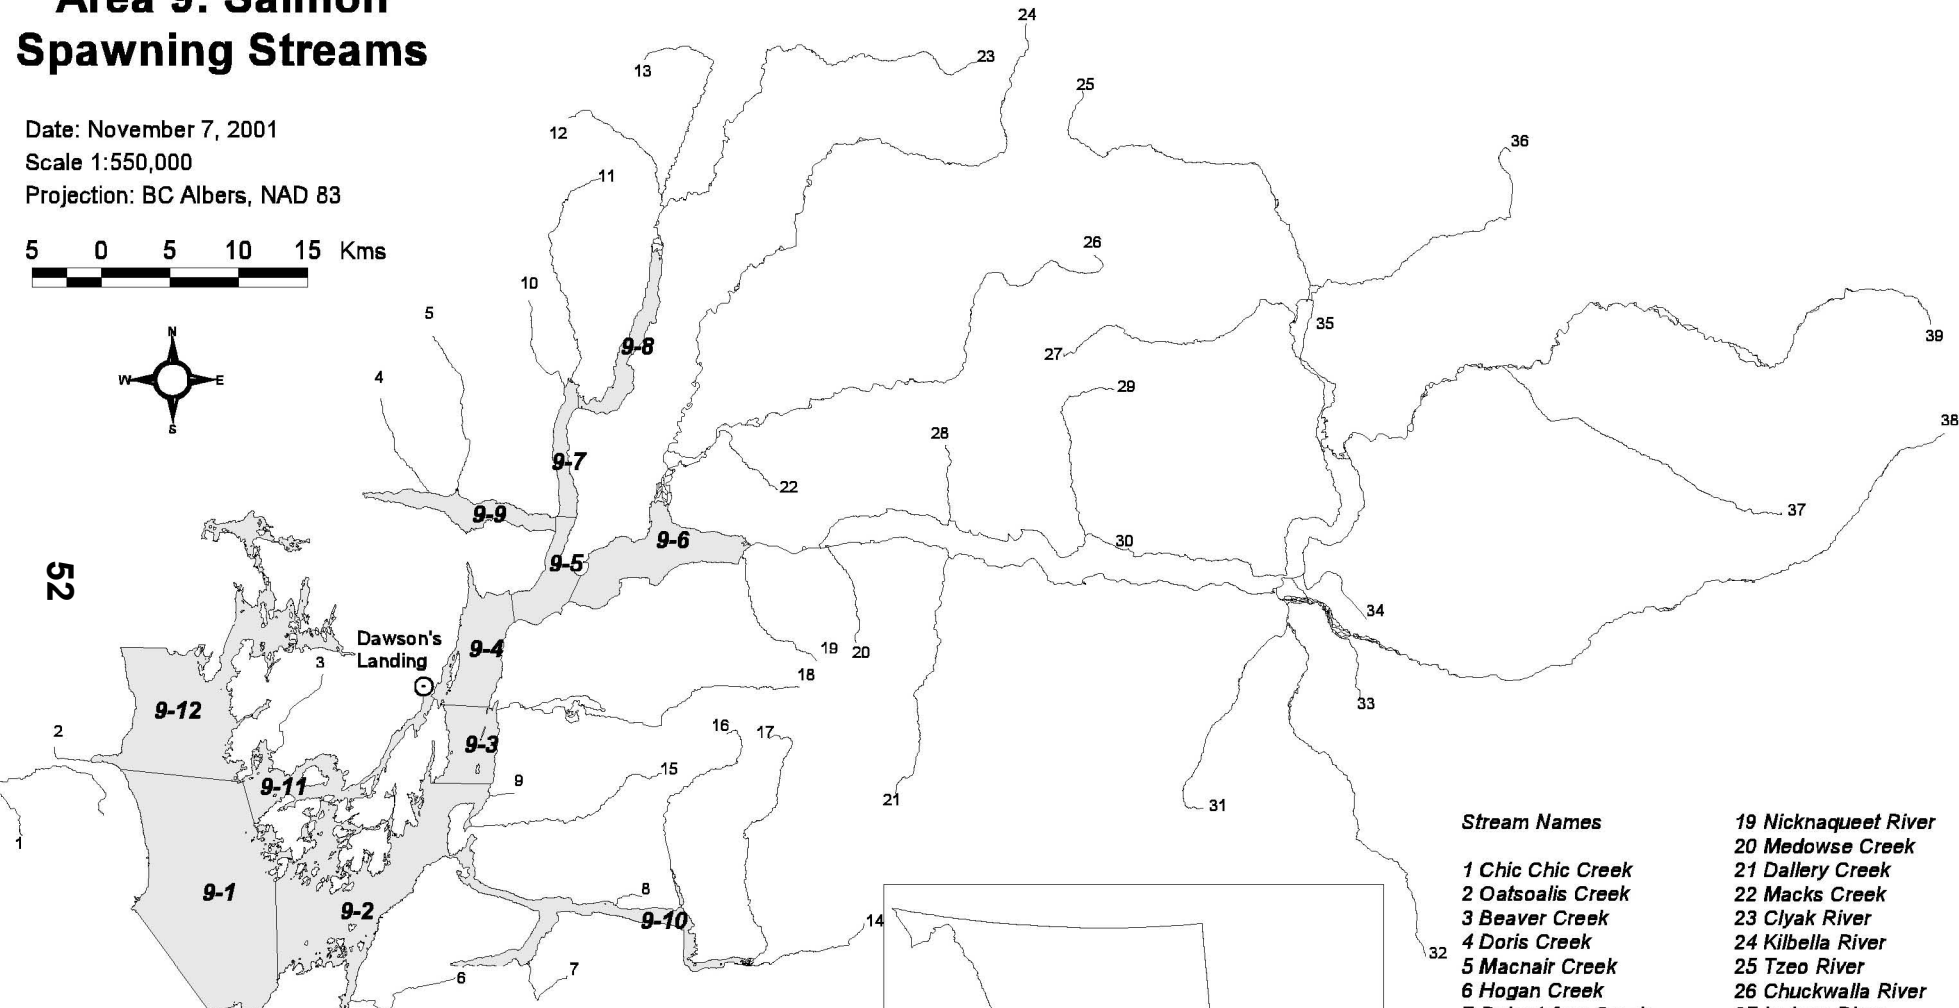 Area 9: Salmon
Spawning Streams
Date: November 7, 2001
Scale 1:550,000
Projection: BC Albers, NAD 83
5 0 5 10 15 Kms
N
W E
S
52
24
23
13
25
12
36
11
26
10
5
35
39
9-8
27
4
29
38
28
9-7
22
37
9-9
9-6
30
9-5
34
Dawson's
Landing
3
9-4
19
20
18
33
9-12
2
16
17
9-3
15
9
9-11
21
31
1
9-1
9-2
8
9-10
14
32
7
6
Stream Names
1 Chic Chic Creek
2 Oatsoalis Creek
3 Beaver Creek
4 Doris Creek
5 Macnair Creek
6 Hogan Creek
19 Nicknaqueet River
20 Medowse Creek
21 Dallery Creek
22 Macks Creek
23 Clyak River
24 Kilbella River
25 Tzeo River
26 Chuckwalla River